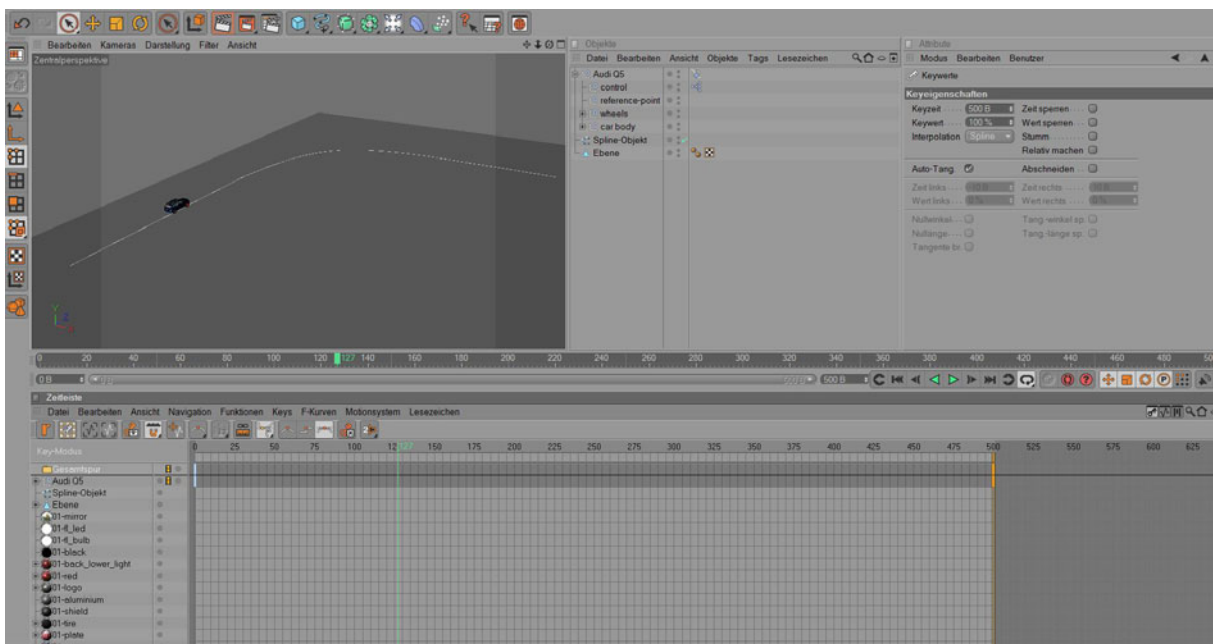 Bearbeiten Kameras Darstellung Filter Ansicht
Zentralperspektive
Objekte
Datei Bearbeiten Ansicht Objekte Tags Lesezeichen
Audi Q5
control
reference-point
wheels
car body
Spline-Objekt
Ebene
Attribute
Modus Bearbeiten Benutzer
Keywerte
Keyeigenschaften
Keyzeit 500 B Zeit sperren
Keywert 100 % Wert sperren
Interpolation Spline Stumm
Relativ machen
Auto-Tang. Abschneiden
Zeit links -10 B Zeit rechts 10 B
Wert links 0 % Wert rechts 0 %
Nullwinkel Tang.-winkel sp.
Nullänge Tang.-länge sp.
Tangente br.
0 20 40 60 80 100 120 127 140 160 180 200 220 240 260 280 300 320 340 360 380 400 420 440 460 480 50
0 B 500 B
Zeitleiste
Datei Bearbeiten Ansicht Navigation Funktionen Keys F-Kurven Motionsystem Lesezeichen
Key-Modus
0 25 50 75 100 12 127 150 175 200 225 250 275 300 325 350 375 400 425 450 475 500 525 550 575 600 625
Gesamtspur
Audi Q5
Spline-Objekt
Ebene
01-mirror
01-fl_led
01-fl_bulb
01-black
01-back_lower_light
01-red
01-logo
01-aluminium
01-shield
01-tire
01-plate